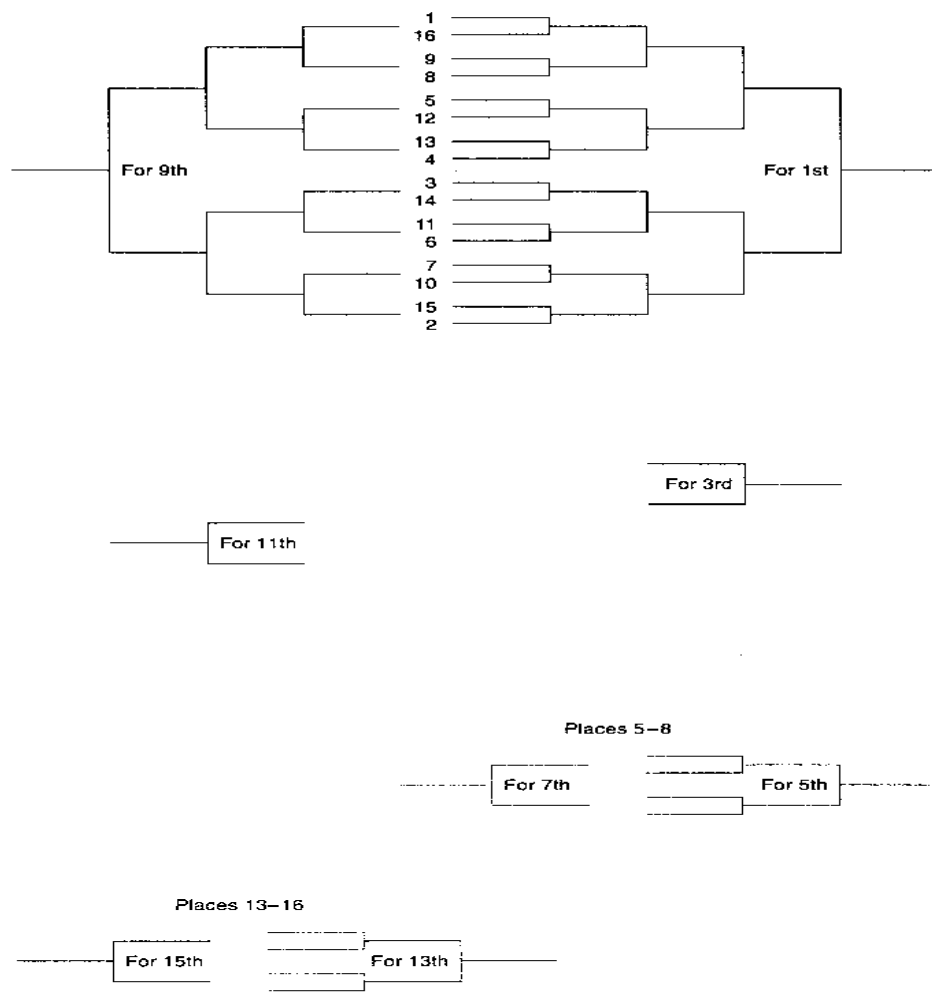 1
16
9
8
5
12
13
4
For 9th
For 1st
3
14
11
6
7
10
15
2
For 3rd
For 11th
Places 5–8
For 7th
For 5th
Places 13–16
For 15th
For 13th